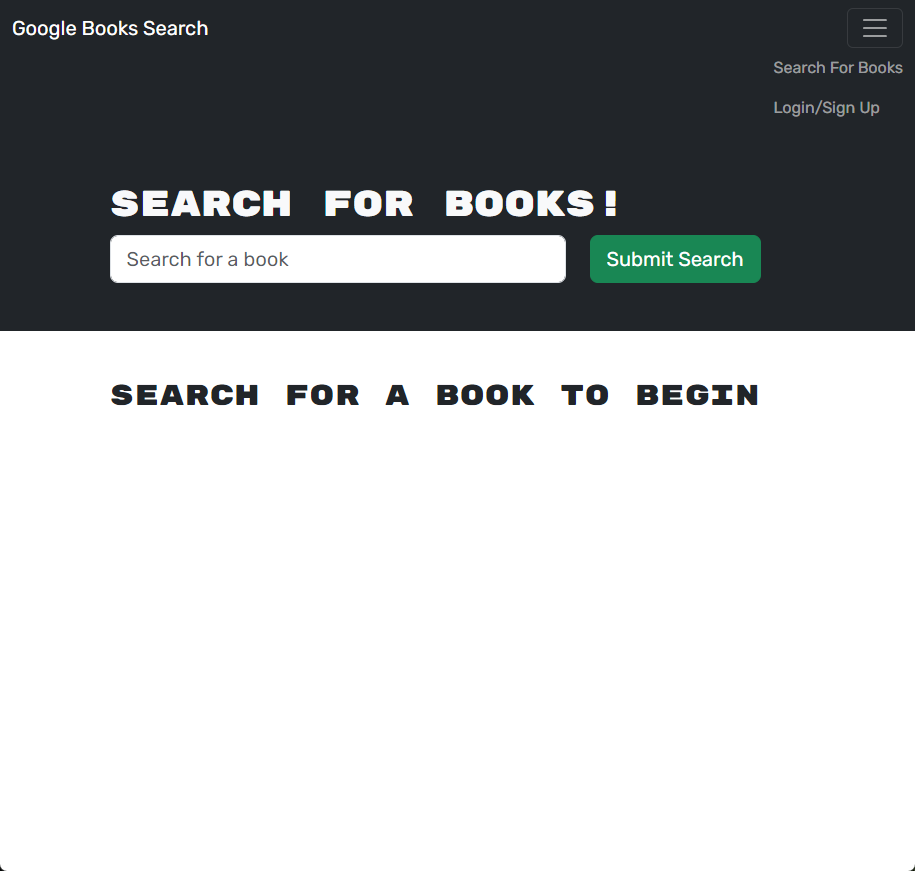 Google Books Search
Search For Books
Login/Sign Up
SEARCH FOR BOOKS!
Search for a book
Submit Search
SEARCH FOR A BOOK TO BEGIN